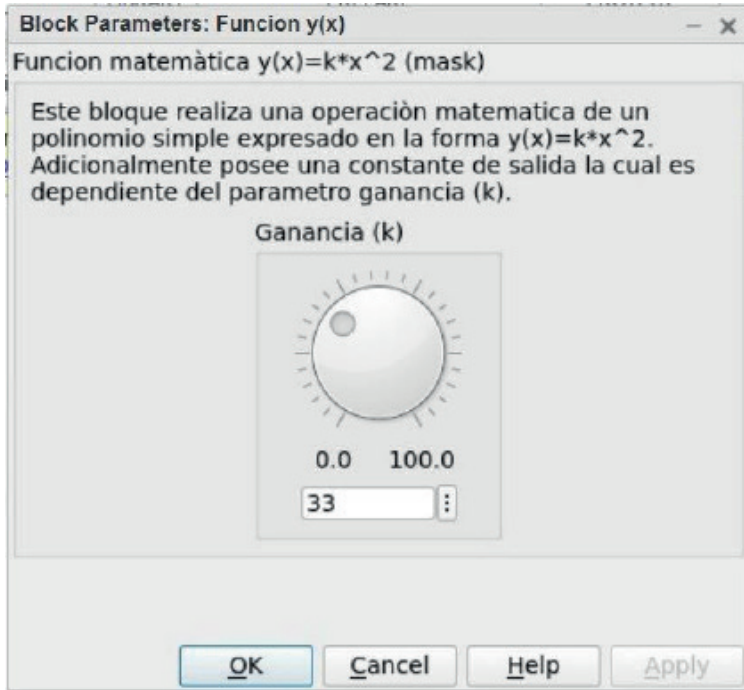 Block Parameters: Funcion y(x)
Funcion matemàtica y(x)=k*x^2 (mask)
Este bloque realiza una operaciòn matematica de un
polinomio simple expresado en la forma y(x)=k*x^2.
Adicionalmente posee una constante de salida la cual es
dependiente del parametro ganancia (k).
Ganancia (k)
0.0 100.0
33
OK Cancel Help Apply